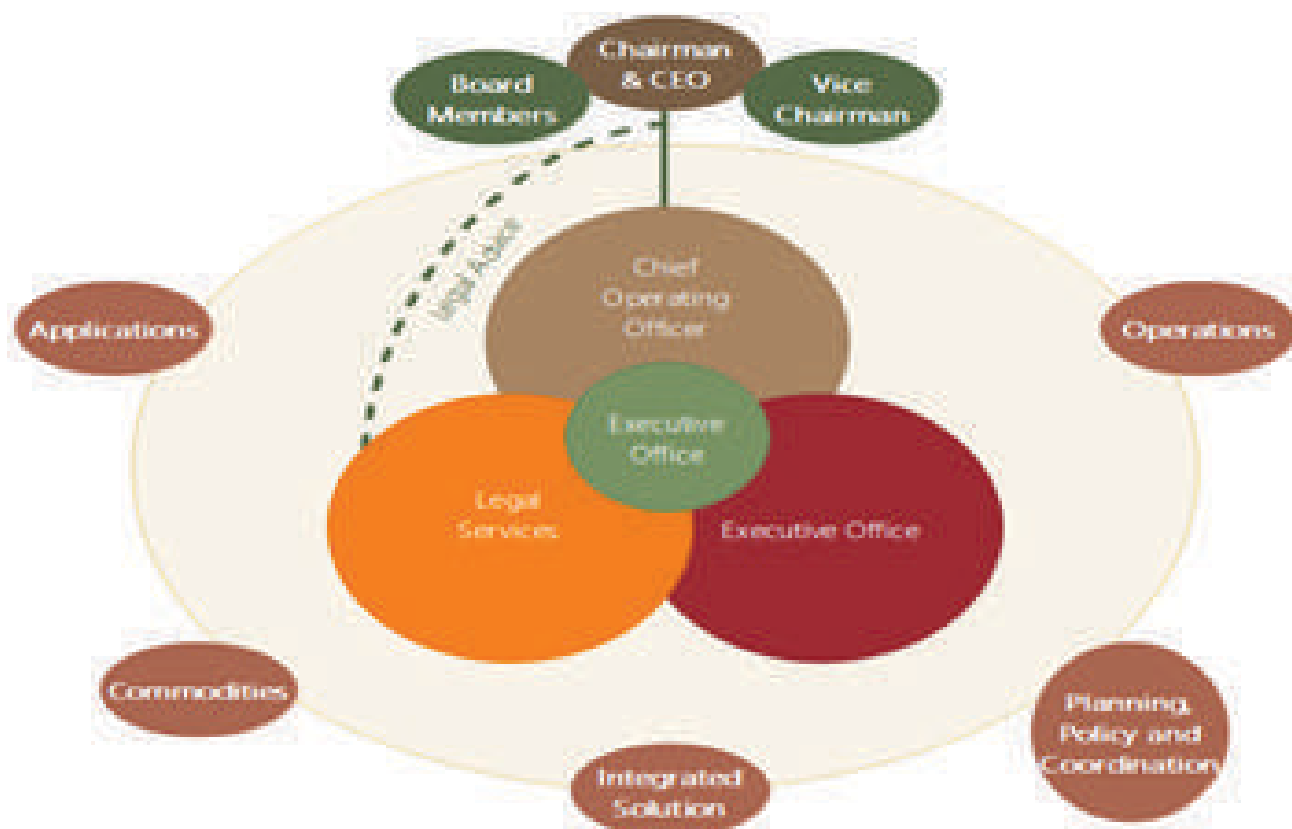 Chairman
& CEO
Board
Members
Vice
Chairman
Legal Advice
Chief
Operating
Officer
Applications
Operations
Executive
Office
Legal
Services
Executive Office
Commodities
Planning,
Policy and
Coordination
Integrated
Solution